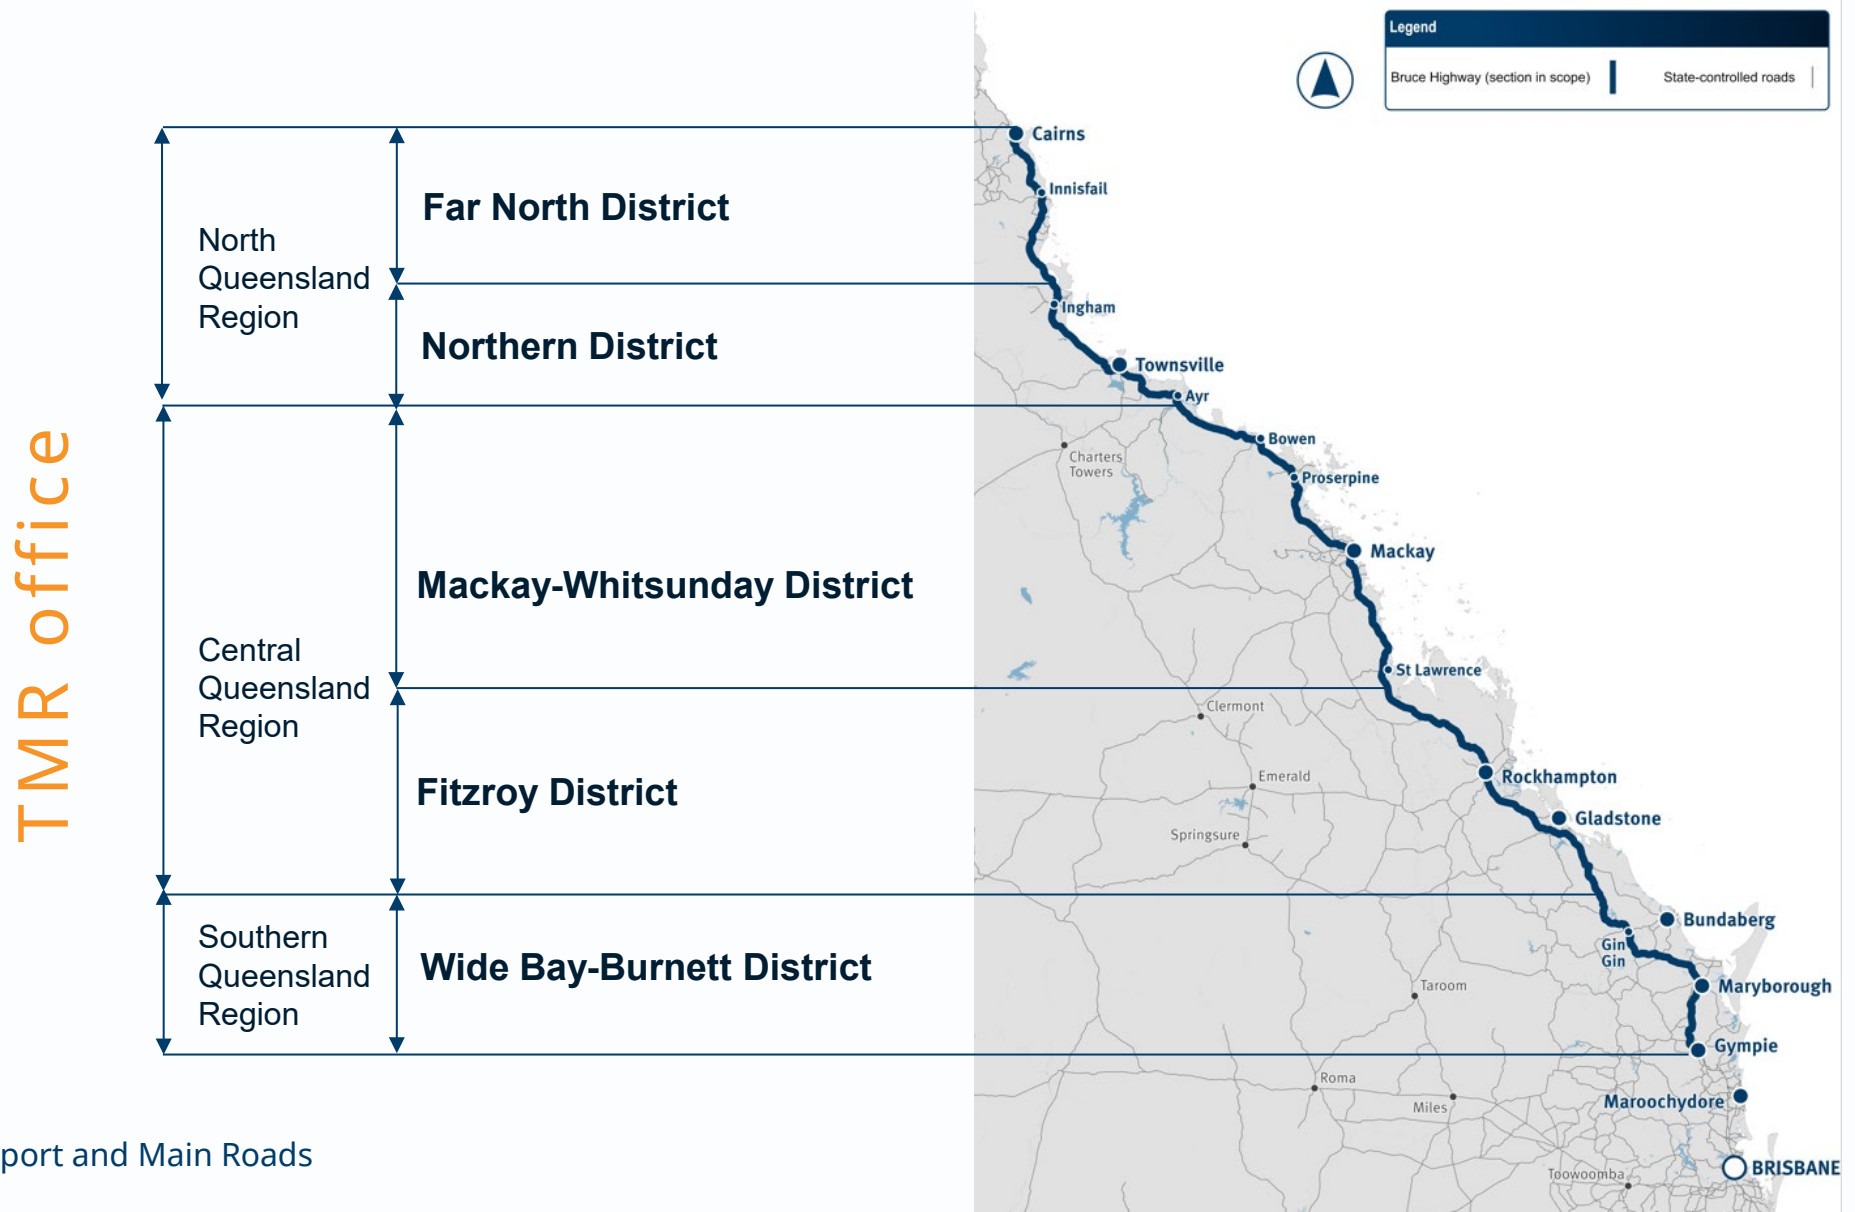 Legend
Bruce Highway (section in scope)
State-controlled roads
TMR office
North
Queensland
Region
Far North District
Northern District
Central
Queensland
Region
Mackay-Whitsunday District
Fitzroy District
Southern
Queensland
Region
Wide Bay-Burnett District
Cairns
Innisfail
Ingham
Townsville
Ayr
Charters
Towers
Bowen
Proserpine
Mackay
St Lawrence
Clermont
Emerald
Rockhampton
Springsure
Gladstone
Bundaberg
Gin
Gin
Taroom
Maryborough
Gympie
Roma
Miles
Maroochydore
Toowoomba
BRISBANE
port and Main Roads